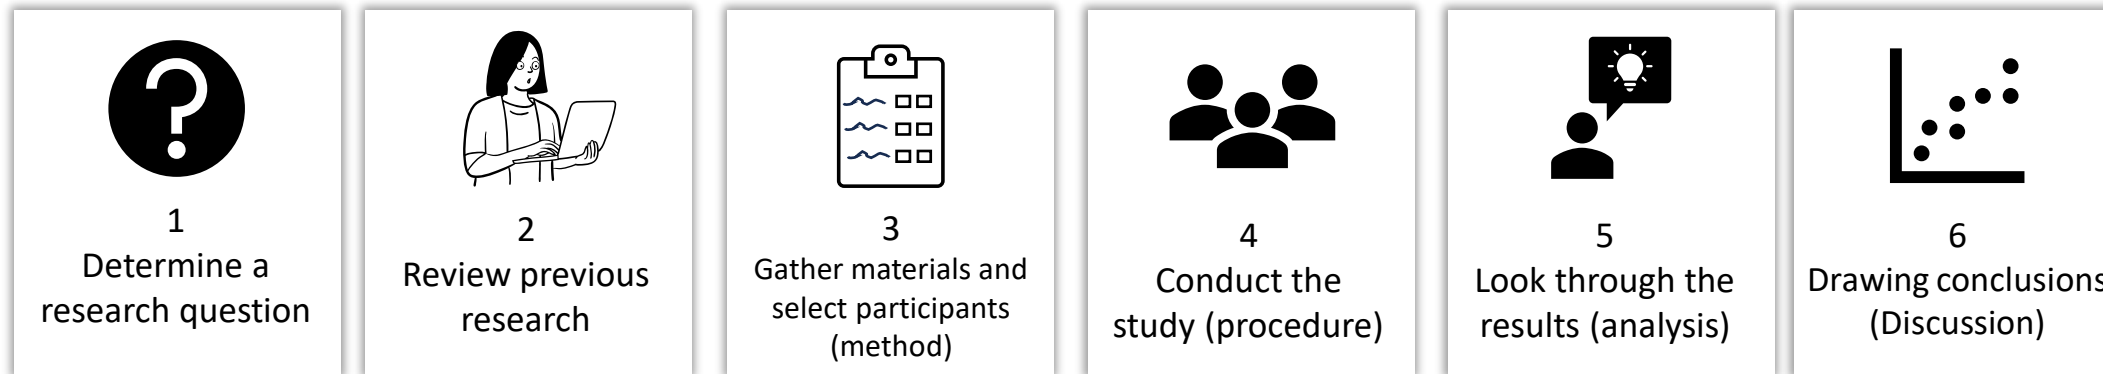 1
Determine a
research question
2
Review previous
research
3
Gather materials and
select participants
(method)
4
Conduct the
study (procedure)
5
Look through the
results (analysis)
6
Drawing conclusions
(Discussion)